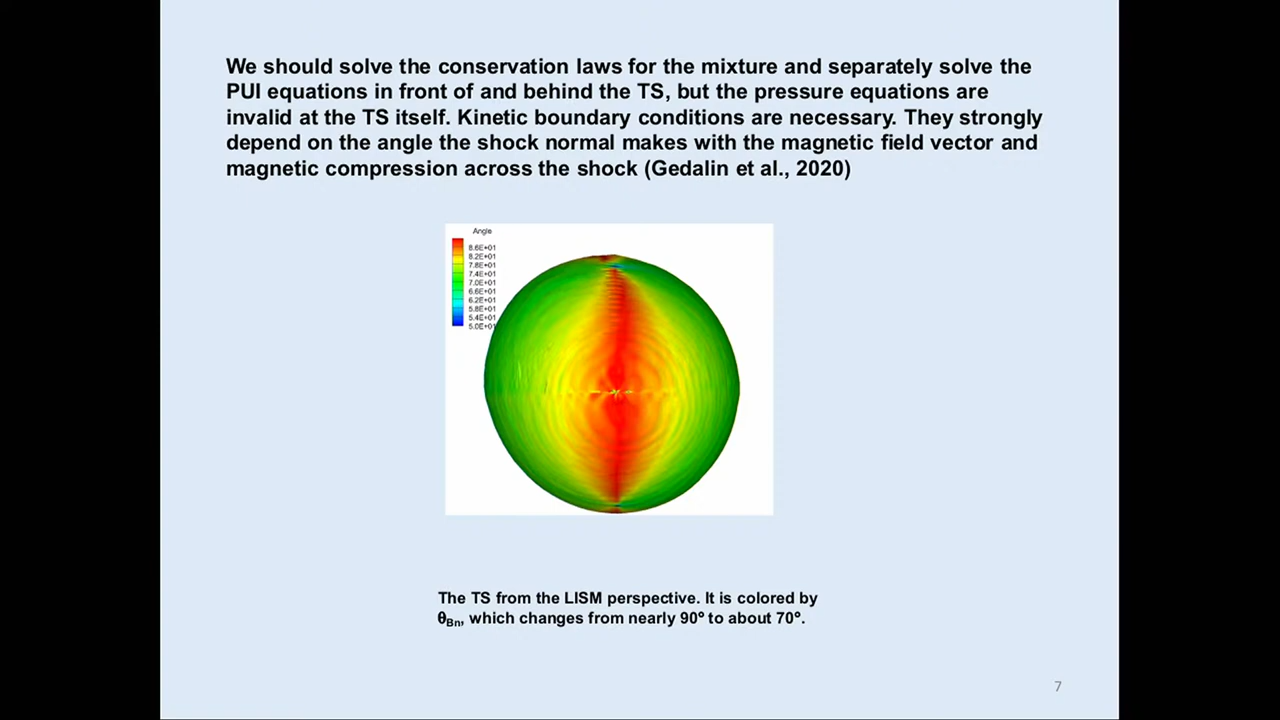 We should solve the conservation laws for the mixture and separately solve the
PUI equations in front of and behind the TS, but the pressure equations are
invalid at the TS itself. Kinetic boundary conditions are necessary. They strongly
depend on the angle the shock normal makes with the magnetic field vector and
magnetic compression across the shock (Gedalin et al., 2020)
Angle
8.6E+01
8.2E+01
7.8E+01
7.4E+01
7.0E+01
6.6E+01
6.2E+01
5.8E+01
5.4E+01
5.0E+01
The TS from the LISM perspective. It is colored by
θBn, which changes from nearly 90° to about 70°.
7